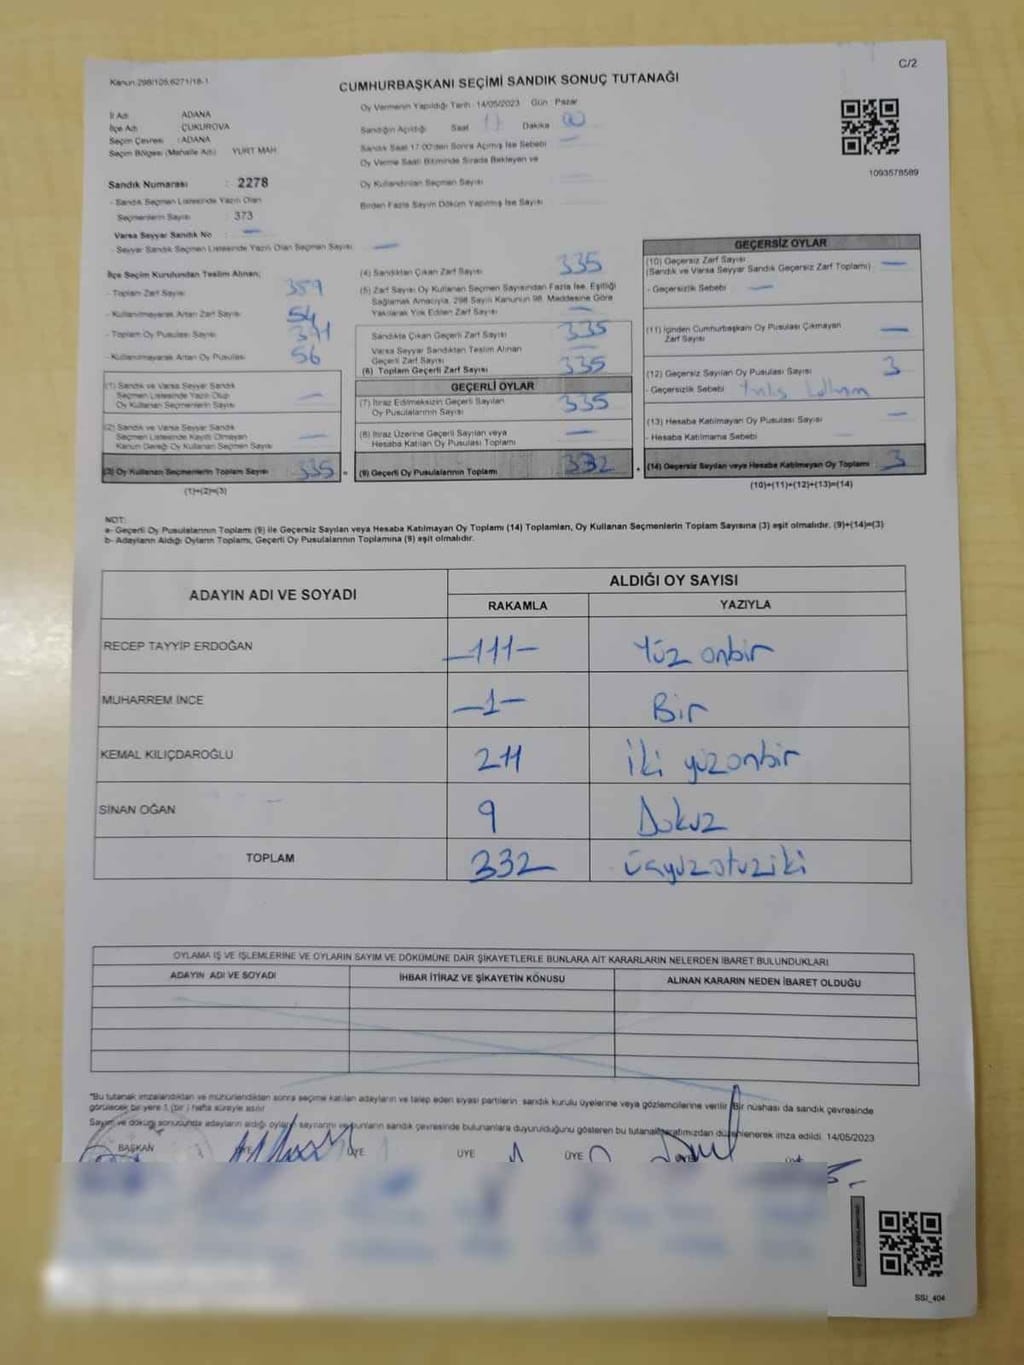 Kanun:298/105,6271/18-1
C/2
CUMHURBAŞKANI SEÇİMİ SANDIK SONUÇ TUTANAĞI
İl Adı ADANA
İlçe Adı ÇUKUROVA
Seçim Çevresi : ADANA
Seçim Bölgesi (Mahalle Adı) YURT MAH
Sandık Numarası : 2278
- Sandık Seçmen Listesinde Yazılı Olan
Seçmenlerin Sayısı : 373
Varsa Seyyar Sandık No : —
- Seyyar Sandık Seçmen Listesinde Yazılı Olan Seçmen Sayısı : —
Oy Vermenin Yapıldığı Tarih : 14/05/2023 Gün : Pazar
Sandığın Açıldığı Saat 17 Dakika
Sandık Saat 17:00'den Sonra Açılmış İse Sebebi —
Oy Verme Saati Bitiminde Sırada Bekleyen ve
Oy Kullandırılan Seçmen Sayısı
Birden Fazla Sayım Döküm Yapılmış İse Sayısı
1093578589
İlçe Seçim Kurulundan Teslim Alınan;
- Toplam Zarf Sayısı 359
- Kullanılmayarak Artan Zarf Sayısı 54
- Toplam Oy Pusulası Sayısı
- Kullanılmayarak Artan Oy Pusulası 56
(1) Sandık ve Varsa Seyyar Sandık
Seçmen Listesinde Yazılı Olup
Oy Kullanan Seçmenlerin Sayısı —
(2) Sandık ve Varsa Seyyar Sandık
Seçmen Listesinde Kayıtlı Olmayan
Kanun Gereği Oy Kullanan Seçmen Sayısı —
(3) Oy Kullanan Seçmenlerin Toplam Sayısı 335
(1)+(2)=(3)
(4) Sandıktan Çıkan Zarf Sayısı 335
(5) Zarf Sayısı Oy Kullanan Seçmen Sayısından Fazla İse, Eşitliği
Sağlamak Amacıyla, 298 Sayılı Kanunun 98. Maddesine Göre
Yakılarak Yok Edilen Zarf Sayısı —
Sandıkta Çıkan Geçerli Zarf Sayısı 335
Varsa Seyyar Sandıktan Teslim Alınan
Geçerli Zarf Sayısı —
(6) Toplam Geçerli Zarf Sayısı 335
GEÇERLİ OYLAR
(7) İtiraz Edilmeksizin Geçerli Sayılan
Oy Pusulalarının Sayısı 335
(8) İtiraz Üzerine Geçerli Sayılan veya
Hesaba Katılan Oy Pusulası Toplamı —
(9) Geçerli Oy Pusulalarının Toplamı 332
GEÇERSİZ OYLAR
(10) Geçersiz Zarf Sayısı
(Sandık ve Varsa Seyyar Sandık Geçersiz Zarf Toplamı) —
- Geçersizlik Sebebi : —
(11) İçinden Cumhurbaşkanı Oy Pusulası Çıkmayan
Zarf Sayısı —
(12) Geçersiz Sayılan Oy Pusulası Sayısı 3
- Geçersizlik Sebebi :
(13) Hesaba Katılmayan Oy Pusulası Sayısı —
- Hesaba Katılmama Sebebi :
(14) Geçersiz Sayılan veya Hesaba Katılmayan Oy Toplamı : 3
(10)+(11)+(12)+(13)=(14)
NOT:
a- Geçerli Oy Pusulalarının Toplamı (9) ile Geçersiz Sayılan veya Hesaba Katılmayan Oy Toplamı (14) Toplamları, Oy Kullanan Seçmenlerin Toplam Sayısına (3) eşit olmalıdır. (9)+(14)=(3)
b- Adayların Aldığı Oyların Toplamı, Geçerli Oy Pusulalarının Toplamına (9) eşit olmalıdır.
ADAYIN ADI VE SOYADI ALDIĞI OY SAYISI
RAKAMLA YAZIYLA
RECEP TAYYİP ERDOĞAN —111— Yüz onbir
MUHARREM İNCE —1— Bir
KEMAL KILIÇDAROĞLU 211 İki yüzonbir
SİNAN OĞAN 9 Dokuz
TOPLAM 332 üçyüzotuziki
OYLAMA İŞ VE İŞLEMLERİNE VE OYLARIN SAYIM VE DÖKÜMÜNE DAİR ŞİKAYETLERLE BUNLARA AİT KARARLARIN NELERDEN İBARET BULUNDUKLARI
ADAYIN ADI VE SOYADI İHBAR İTİRAZ VE ŞİKAYETİN KONUSU ALINAN KARARIN NEDEN İBARET OLDUĞU
"Bu tutanak imzalandıktan ve mühürlendikten sonra seçime katılan adayların ve talep eden siyasi partilerin sandık kurulu üyelerine veya gözlemcilerine verilir. Bir nüshası da sandık çevresinde
görülecek bir yere 1 (bir) hafta süreyle asılır
Sayım ve dökü sonucunda adayların aldığı oyların sayılarını ve bunların sandık çevresinde bulunanlara duyurulduğunu gösteren bu tutanak tarafımızdan düzenlenerek imza edildi. 14/05/2023
BAŞKAN ÜYE ÜYE ÜYE
SSI_404